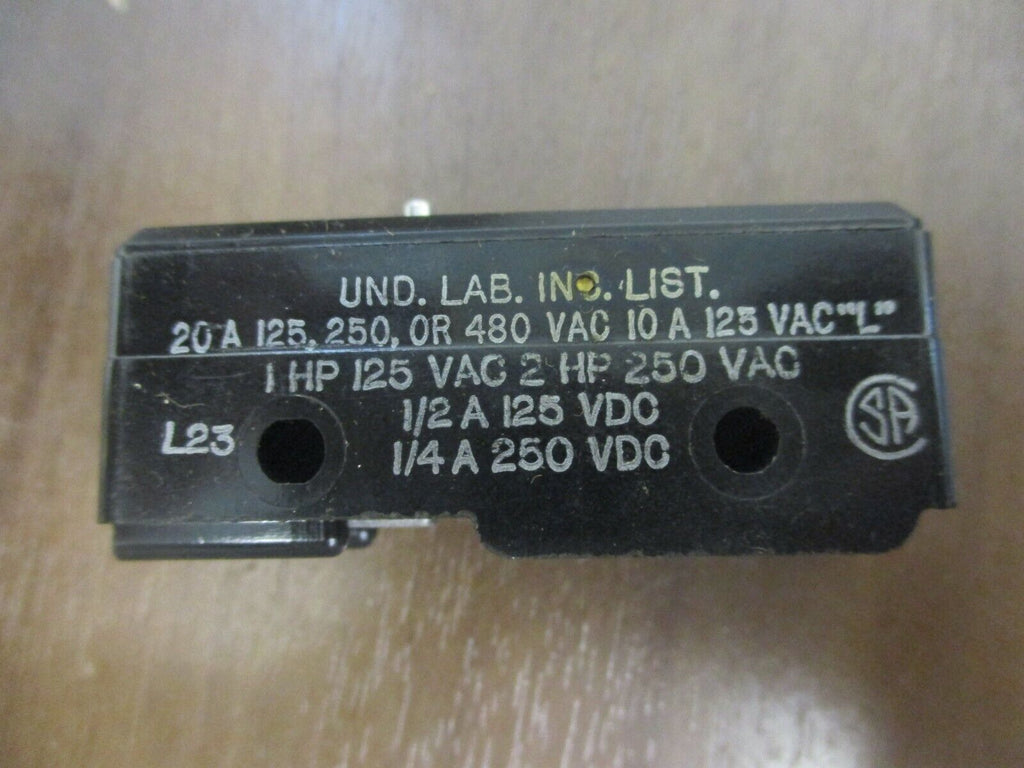 UND. LAB. INC. LIST.
20 A 125, 250, OR 480 VAC 10 A 125 VAC "L"
1 HP 125 VAC 2 HP 250 VAC
1/2 A 125 VDC
L23
1/4 A 250 VDC
CSA